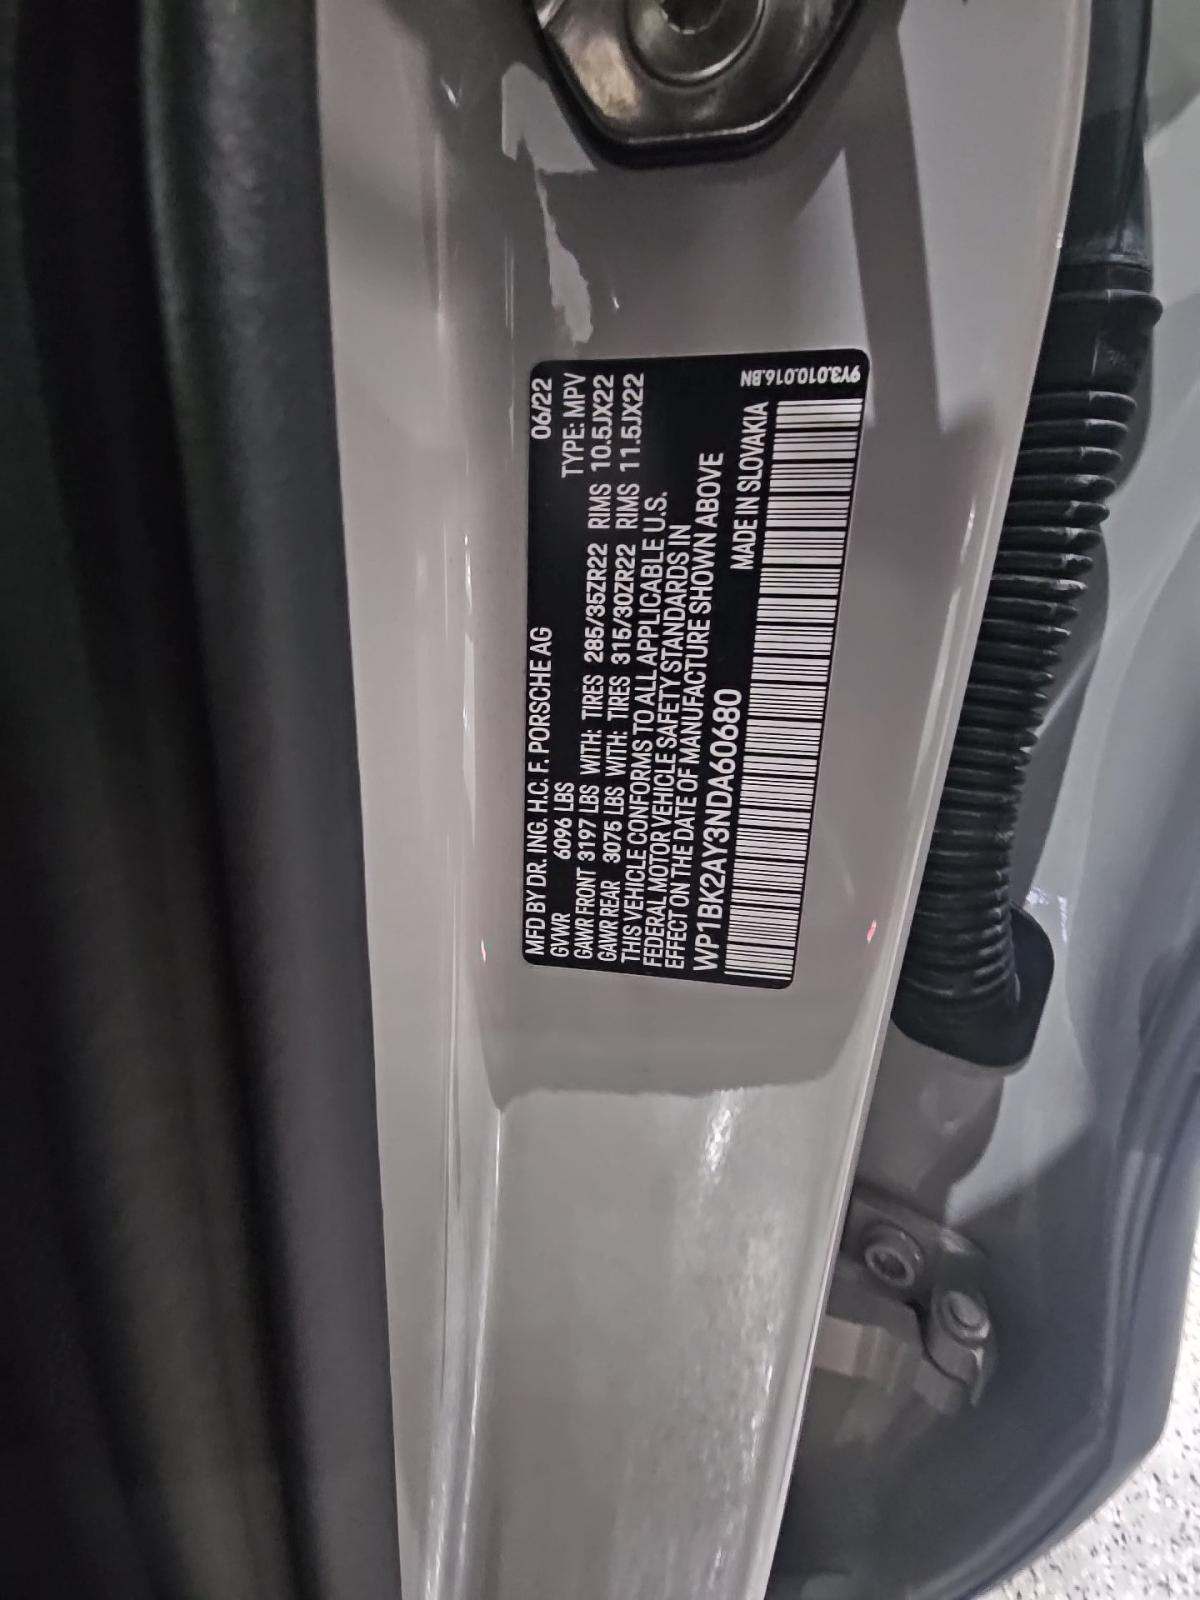 MFD BY DR. ING. H.C. F. PORSCHE AG 06/22
GVWR 6096 LBS TYPE: MPV
GAWR FRONT 3197 LBS WITH: TIRES 285/35ZR22 RIMS 10.5JX22
GAWR REAR 3075 LBS WITH: TIRES 315/30ZR22 RIMS 11.5JX22
THIS VEHICLE CONFORMS TO ALL APPLICABLE U.S.
FEDERAL MOTOR VEHICLE SAFETY STANDARDS IN
EFFECT ON THE DATE OF MANUFACTURE SHOWN ABOVE
WP1BK2AY3NDA60680 MADE IN SLOVAKIA
9Y3.010.016.BN